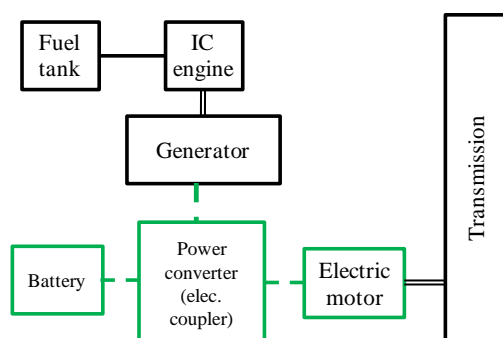 Fuel
tank
IC
engine
Generator
Transmission
Battery
Power
converter
(elec.
coupler)
Electric
motor